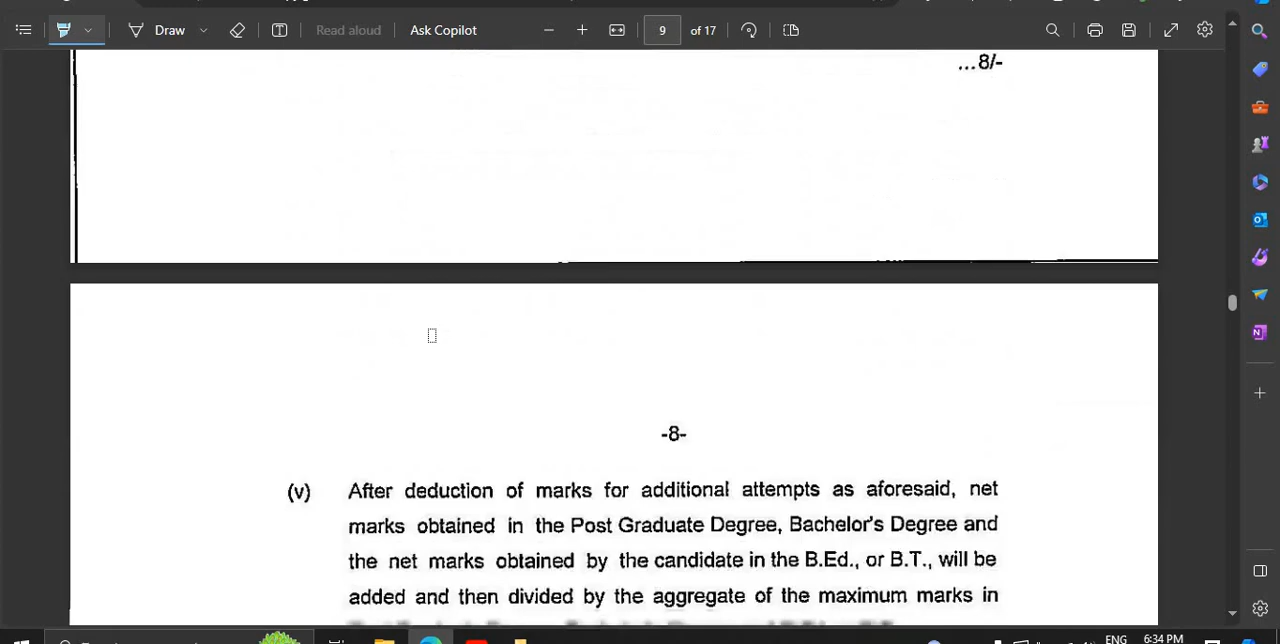 Draw
Read aloud
Ask Copilot
9
of 17
...8/-
-8-
(v) After deduction of marks for additional attempts as aforesaid, net
marks obtained in the Post Graduate Degree, Bachelor's Degree and
the net marks obtained by the candidate in the B.Ed., or B.T., will be
added and then divided by the aggregate of the maximum marks in
ENG
6:34 PM